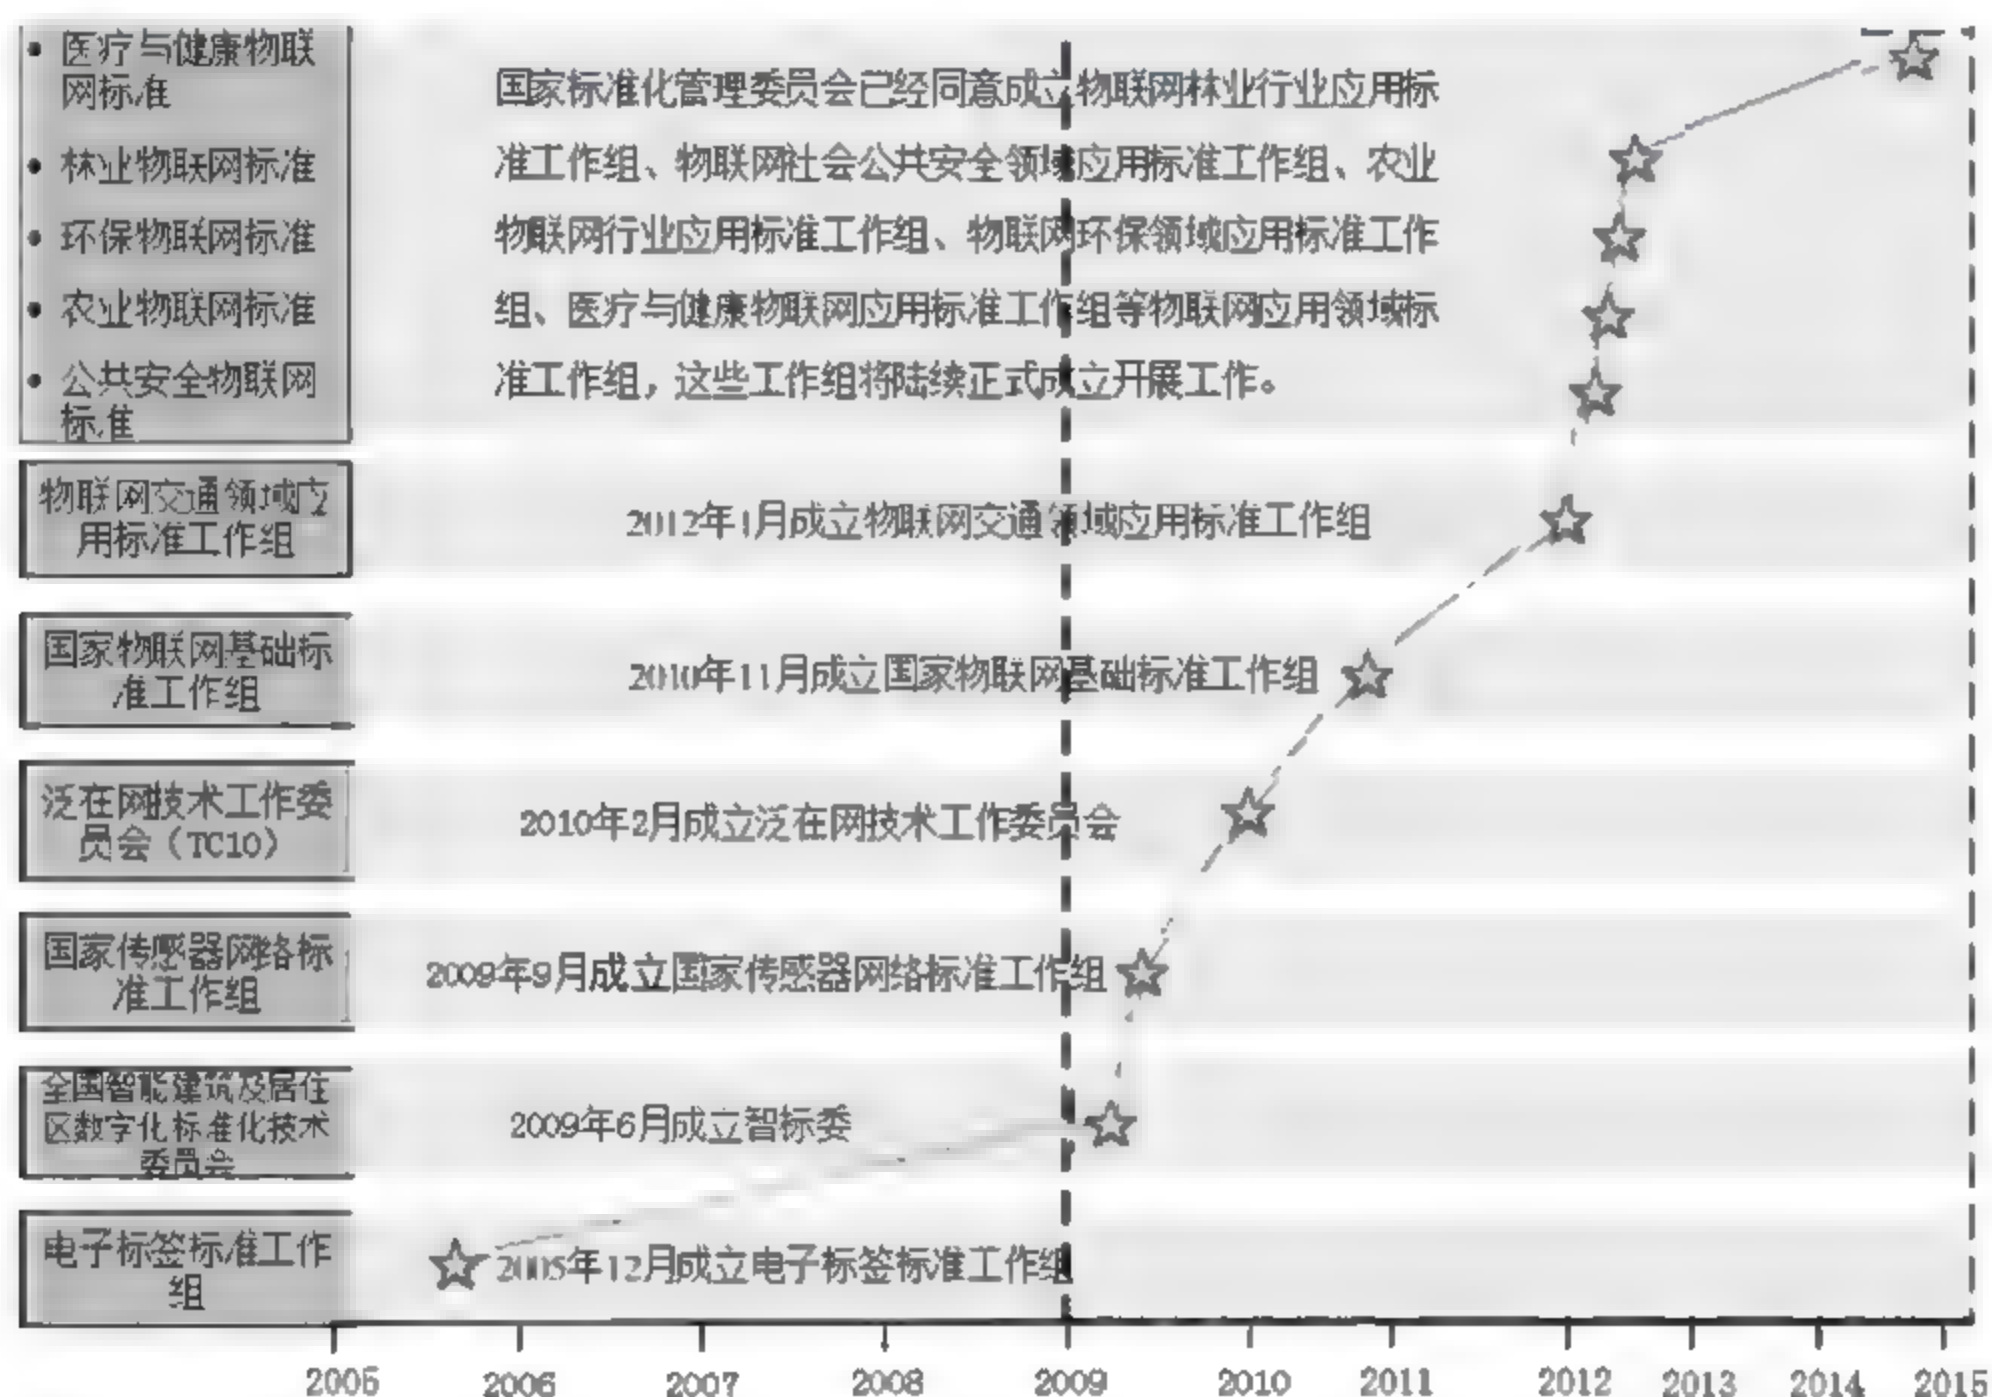 • 医疗与健康物联
网标准
• 林业物联网标准
• 环保物联网标准
• 农业物联网标准
• 公共安全物联网
标准
国家标准化管理委员会已经同意成立物联网林业行业应用标
准工作组、物联网社会公共安全领域应用标准工作组、农业
物联网行业应用标准工作组、物联网环保领域应用标准工作
组、医疗与健康物联网应用标准工作组等物联网应用领域标
准工作组，这些工作组将陆续正式成立开展工作。
物联网交通领域应
用标准工作组
2012年1月成立物联网交通领域应用标准工作组
国家物联网基础标
准工作组
2010年11月成立国家物联网基础标准工作组
泛在网技术工作委
员会（TC10）
2010年2月成立泛在网技术工作委员会
国家传感器网络标
准工作组
2009年9月成立国家传感器网络标准工作组
全国智能建筑及居住
区数字化标准化技术
委员会
2009年6月成立智标委
电子标签标准工作
组
2005年12月成立电子标签标准工作组
2005 2006 2007 2008 2009 2010 2011 2012 2013 2014 2015